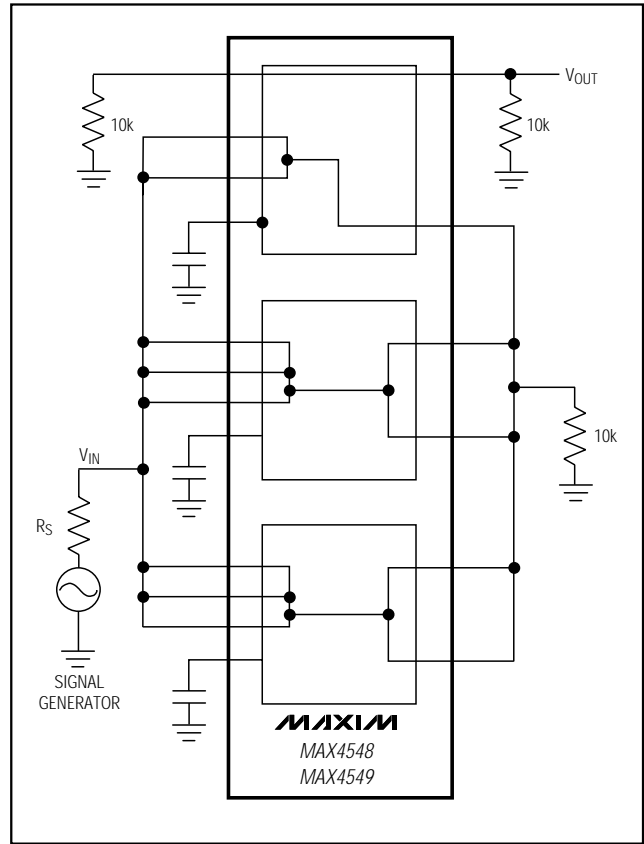 VOUT
10k
10k
10k
VIN
RS
SIGNAL
GENERATOR
MAXIM
MAX4548
MAX4549